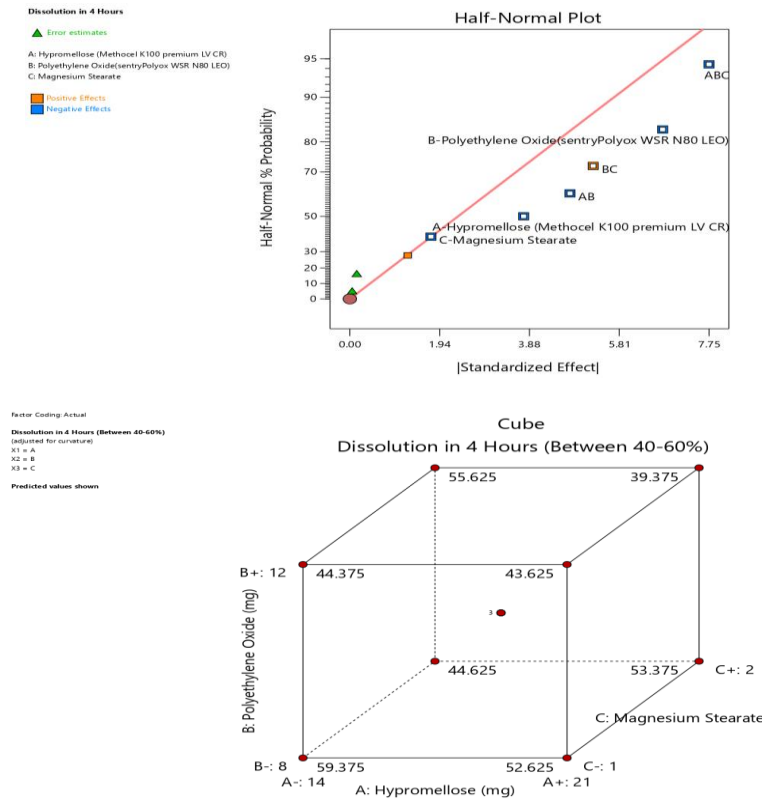 Dissolution in 4 Hours
Error estimates
A: Hypromellose (Methocel K100 premium LV CR)
B: Polyethylene Oxide(sentryPolyox WSR N80 LEO)
C: Magnesium Stearate
Positive Effects
Negative Effects
Half-Normal Plot
Half-Normal % Probability
95
90
80
70
50
30
20
10
0
ABC
B-Polyethylene Oxide(sentryPolyox WSR N80 LEO)
BC
AB
A-Hypromellose (Methocel K100 premium LV CR)
C-Magnesium Stearate
0.00 1.94 3.88 5.81 7.75
|Standardized Effect|
Factor Coding: Actual
Dissolution in 4 Hours (Between 40-60%)
(adjusted for curvature)
X1 = A
X2 = B
X3 = C
Predicted values shown
Cube
Dissolution in 4 Hours (Between 40-60%)
55.625 39.375
B+: 12 44.375 43.625
3
B: Polyethylene Oxide (mg)
44.625 53.375 C+: 2
C: Magnesium Stearate
B-: 8 59.375 52.625 C-: 1
A-: 14 A+: 21
A: Hypromellose (mg)